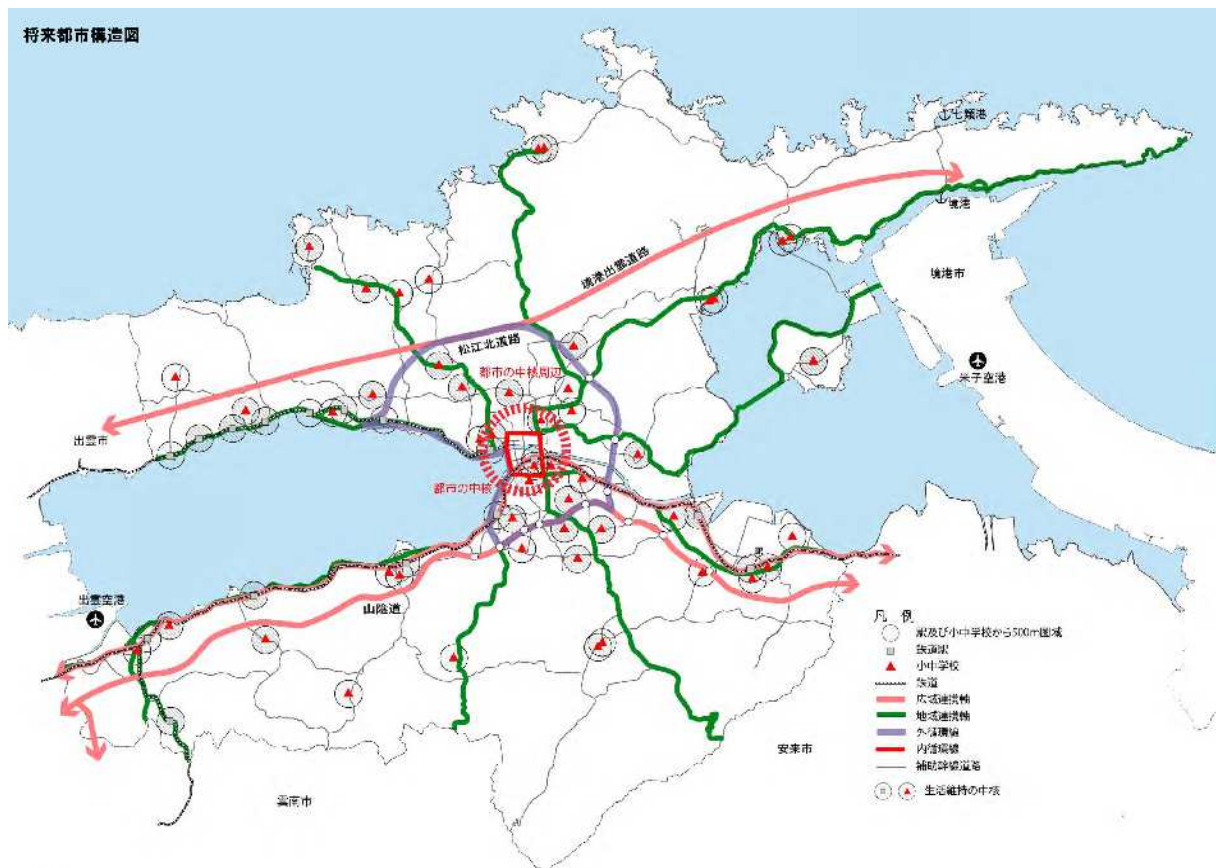 将来都市構造図
七類港
境港
境港市
境港出雲道路
米子空港
松江北道路
都市の中核周辺
出雲市
都市の中核
出雲空港
山陰道
安来市
雲南市
凡 例
駅及び小中学校から500m圏域
鉄道駅
小中学校
鉄道
広域連携軸
地域連携軸
外循環線
内循環線
補助幹線道路
生活維持の中核